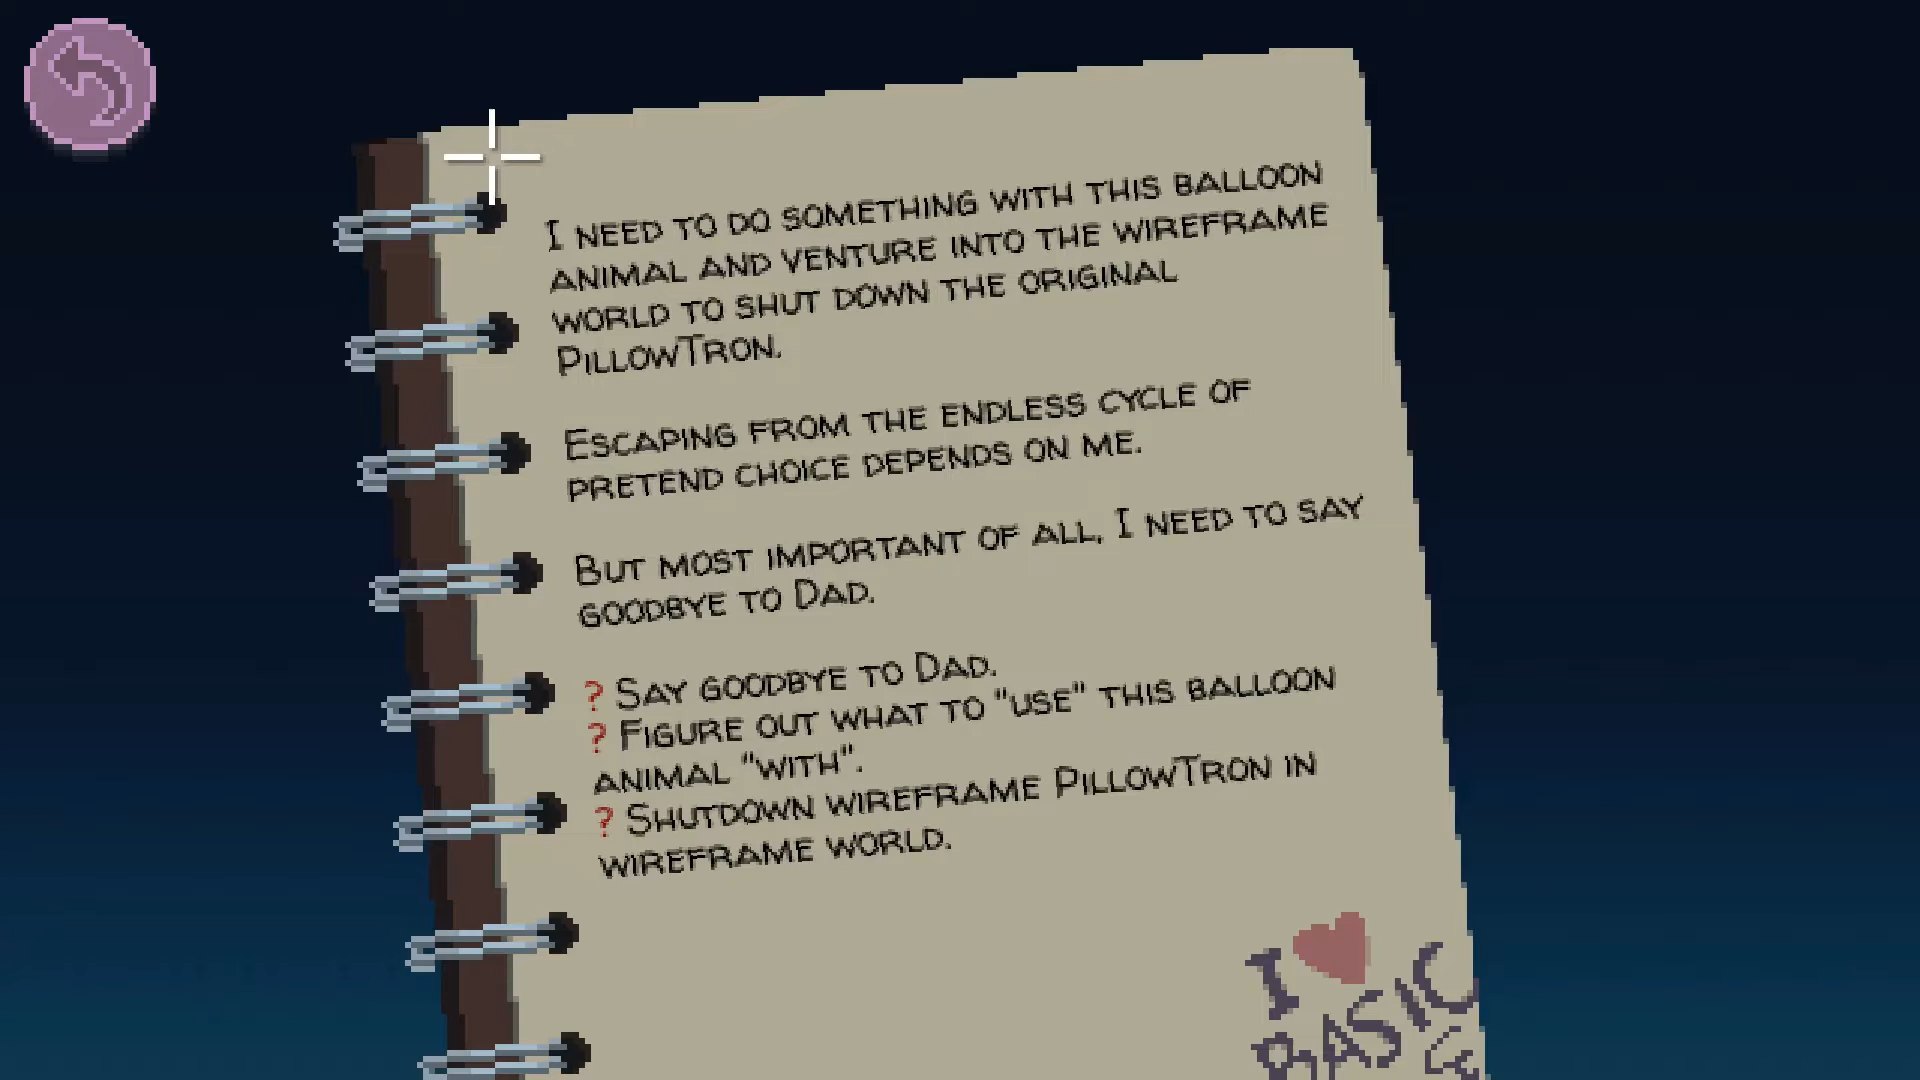 I need to do something with this balloon
animal and venture into the wireframe
world to shut down the original
PillowTron.
Escaping from the endless cycle of
pretend choice depends on me.
But most important of all, I need to say
goodbye to Dad.
? Say goodbye to Dad.
? Figure out what to "use" this balloon
animal "with".
? Shutdown wireframe PillowTron in
wireframe world.
I
BASIC